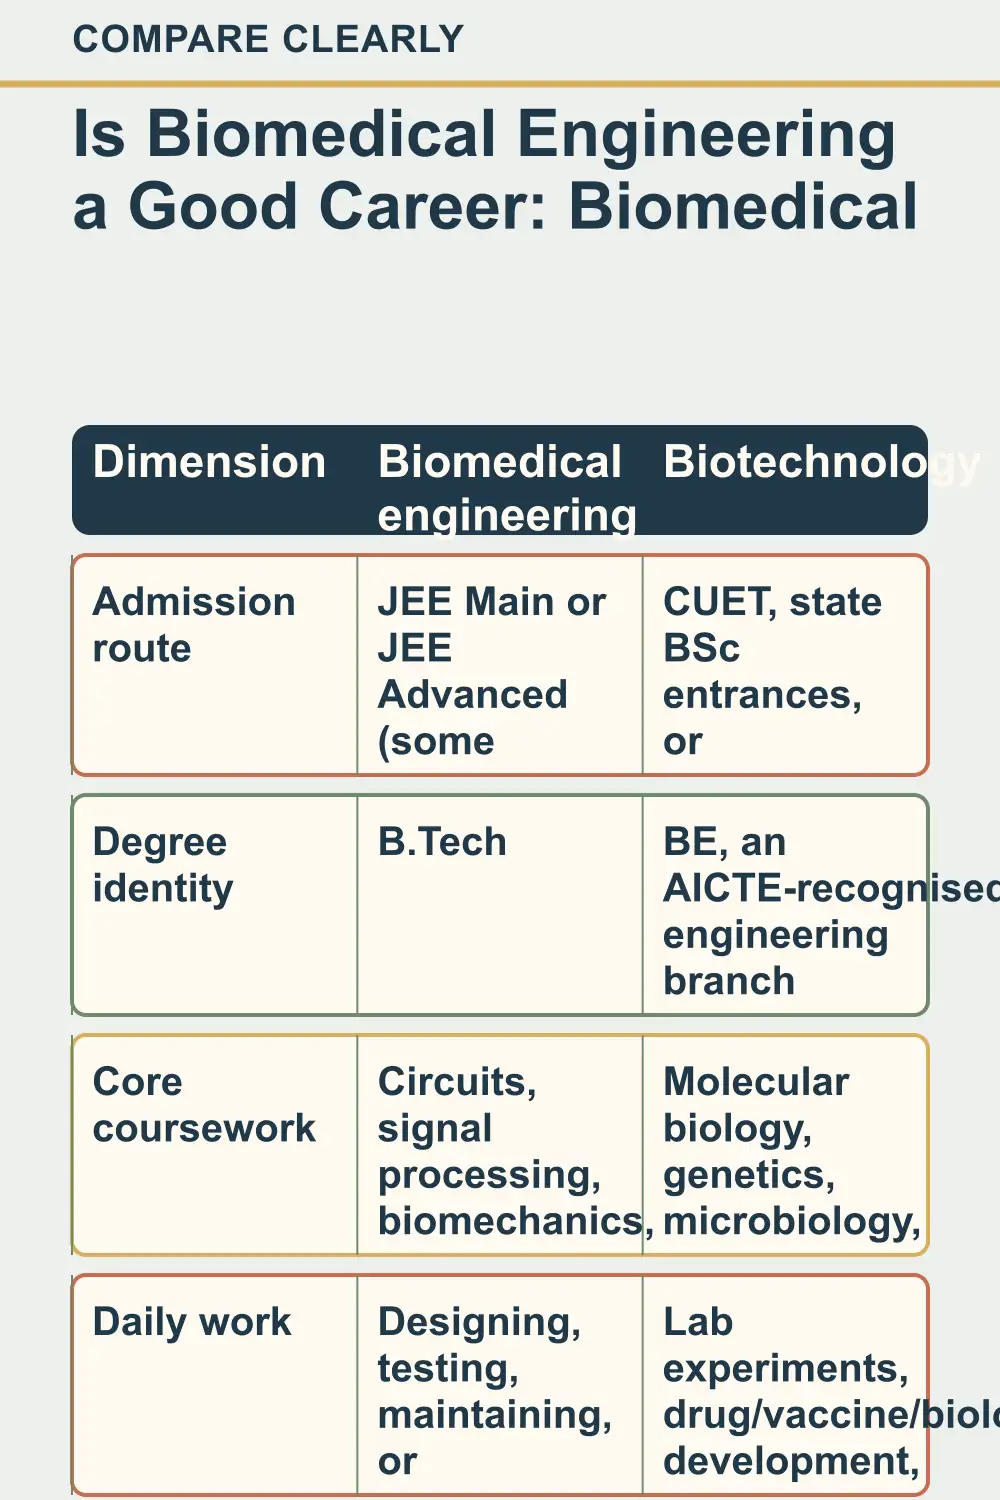 COMPARE CLEARLY
Is Biomedical Engineering
a Good Career: Biomedical
Dimension
Biomedical
engineering
Biotechnology
Admission
route
JEE Main or
JEE
Advanced
(some
CUET, state
BSc
entrances,
or
Degree
identity
B.Tech
BE, an
AICTE-recognised
engineering
branch
Core
coursework
Circuits,
signal
processing,
biomechanics,
Molecular
biology,
genetics,
microbiology,
Daily work
Designing,
testing,
maintaining,
or
Lab
experiments,
drug/vaccine/
development,